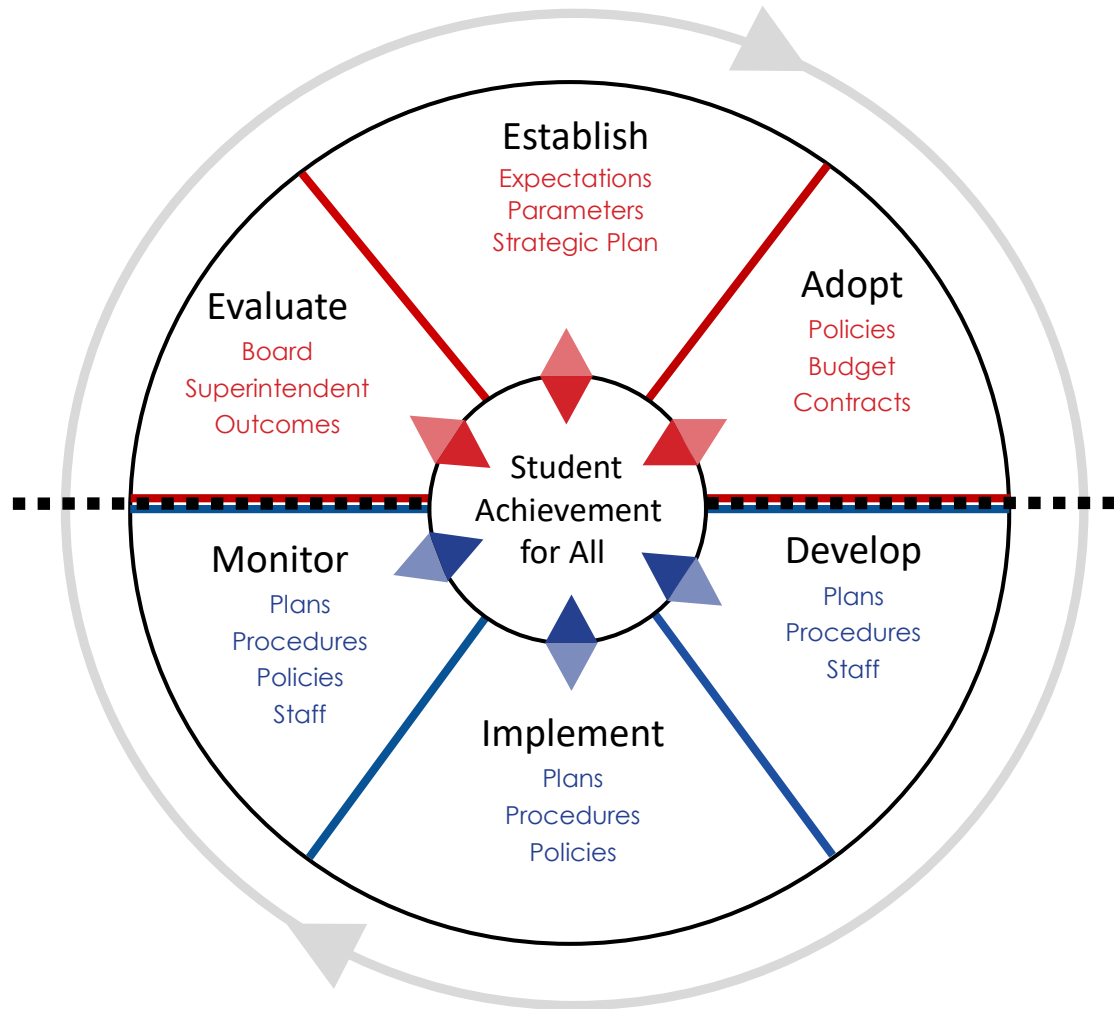 Establish
Expectations
Parameters
Strategic Plan
Adopt
Policies
Budget
Contracts
Develop
Plans
Procedures
Staff
Implement
Plans
Procedures
Policies
Monitor
Plans
Procedures
Policies
Staff
Evaluate
Board
Superintendent
Outcomes
Student
Achievement
for All